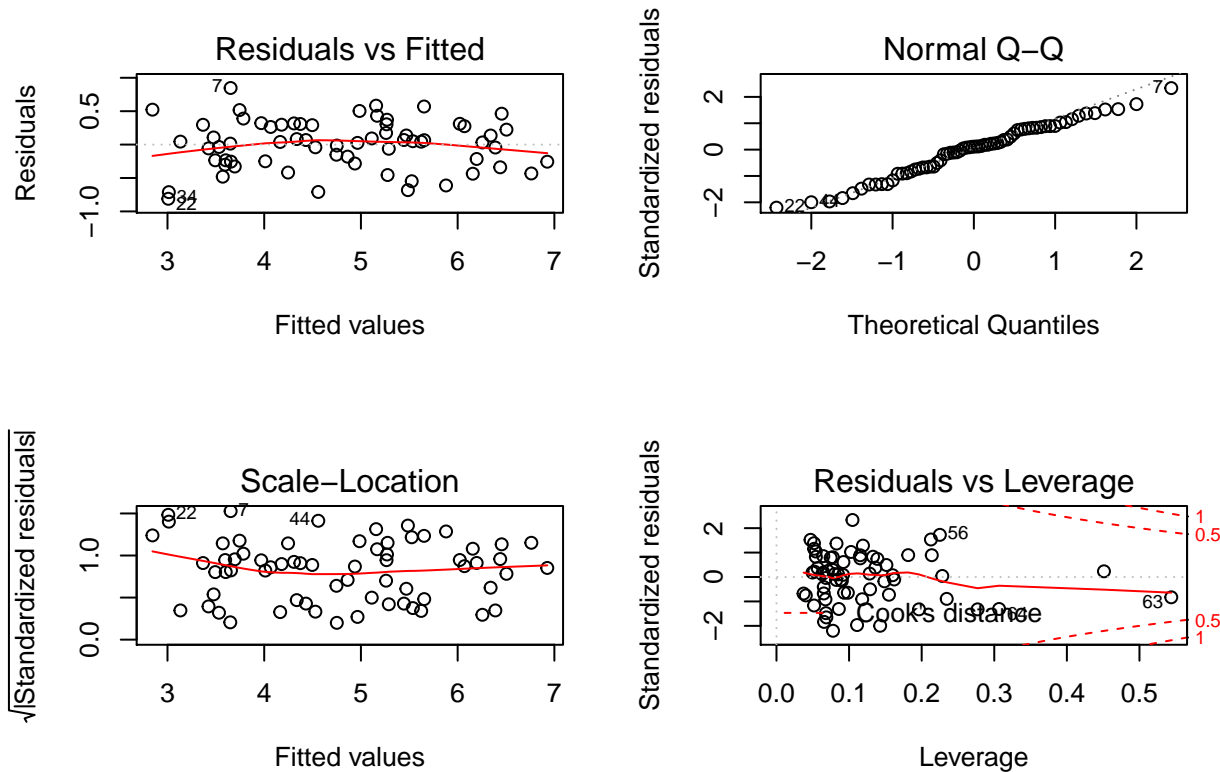 Residuals vs Fitted
Residuals
0.5
−1.0
7
34
22
3 4 5 6 7
Fitted values
Normal Q−Q
Standardized residuals
2
0
−2
7
22
44
−2 −1 0 1 2
Theoretical Quantiles
Scale−Location
√|Standardized residuals|
1.0
0.0
22
7
44
3 4 5 6 7
Fitted values
Residuals vs Leverage
Standardized residuals
2
0
−2
56
63
Cook's distance
1
0.5
0.5
1
0.0 0.1 0.2 0.3 0.4 0.5
Leverage